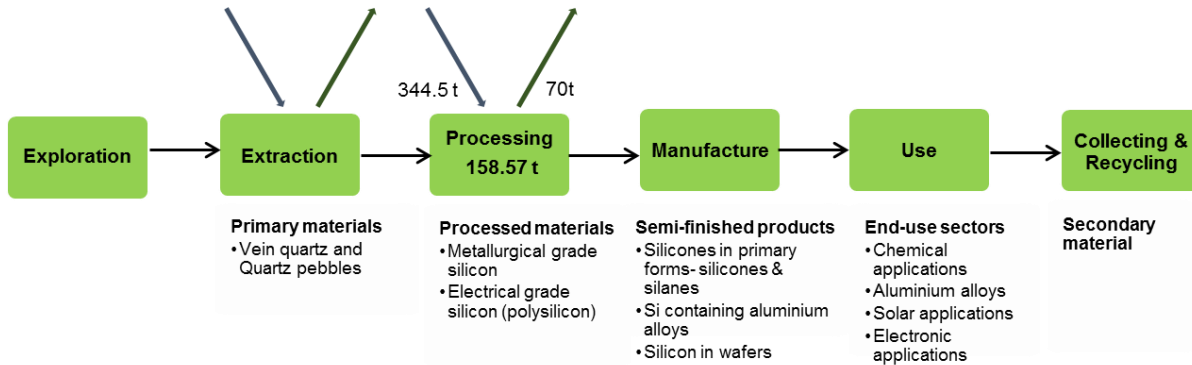 344.5 t
70t
Exploration
Extraction
Processing
158.57 t
Manufacture
Use
Collecting &
Recycling
Primary materials
•Vein quartz and
Quartz pebbles
Processed materials
•Metallurgical grade
silicon
•Electrical grade
silicon (polysilicon)
Semi-finished products
•Silicones in primary
forms- silicones &
silanes
•Si containing aluminium
alloys
•Silicon in wafers
End-use sectors
•Chemical
applications
•Aluminium alloys
•Solar applications
•Electronic
applications
Secondary
material